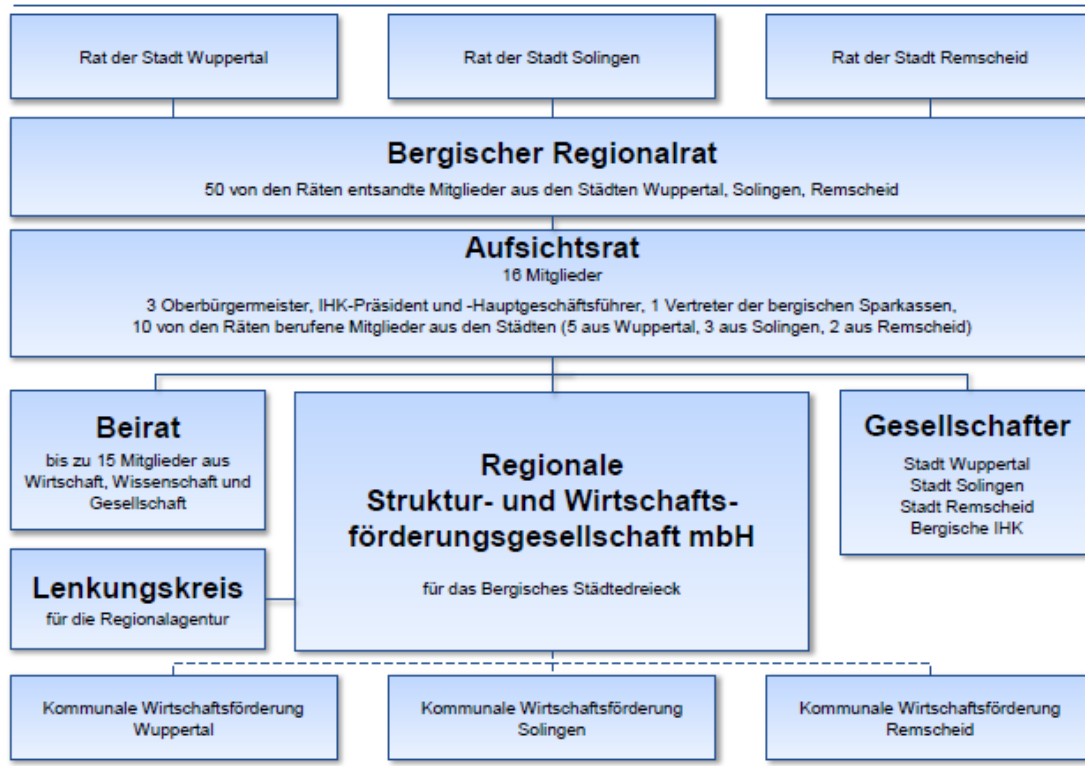 Rat der Stadt Wuppertal
Rat der Stadt Solingen
Rat der Stadt Remscheid
Bergischer Regionalrat
50 von den Räten entsandte Mitglieder aus den Städten Wuppertal, Solingen, Remscheid
Aufsichtsrat
16 Mitglieder
3 Oberbürgermeister, IHK-Präsident und -Hauptgeschäftsführer, 1 Vertreter der bergischen Sparkassen,
10 von den Räten berufene Mitglieder aus den Städten (5 aus Wuppertal, 3 aus Solingen, 2 aus Remscheid)
Beirat
bis zu 15 Mitglieder aus
Wirtschaft, Wissenschaft und
Gesellschaft
Regionale
Struktur- und Wirtschafts-
förderungsgesellschaft mbH
für das Bergisches Städtedreieck
Gesellschafter
Stadt Wuppertal
Stadt Solingen
Stadt Remscheid
Bergische IHK
Lenkungskreis
für die Regionalagentur
Kommunale Wirtschaftsförderung
Wuppertal
Kommunale Wirtschaftsförderung
Solingen
Kommunale Wirtschaftsförderung
Remscheid